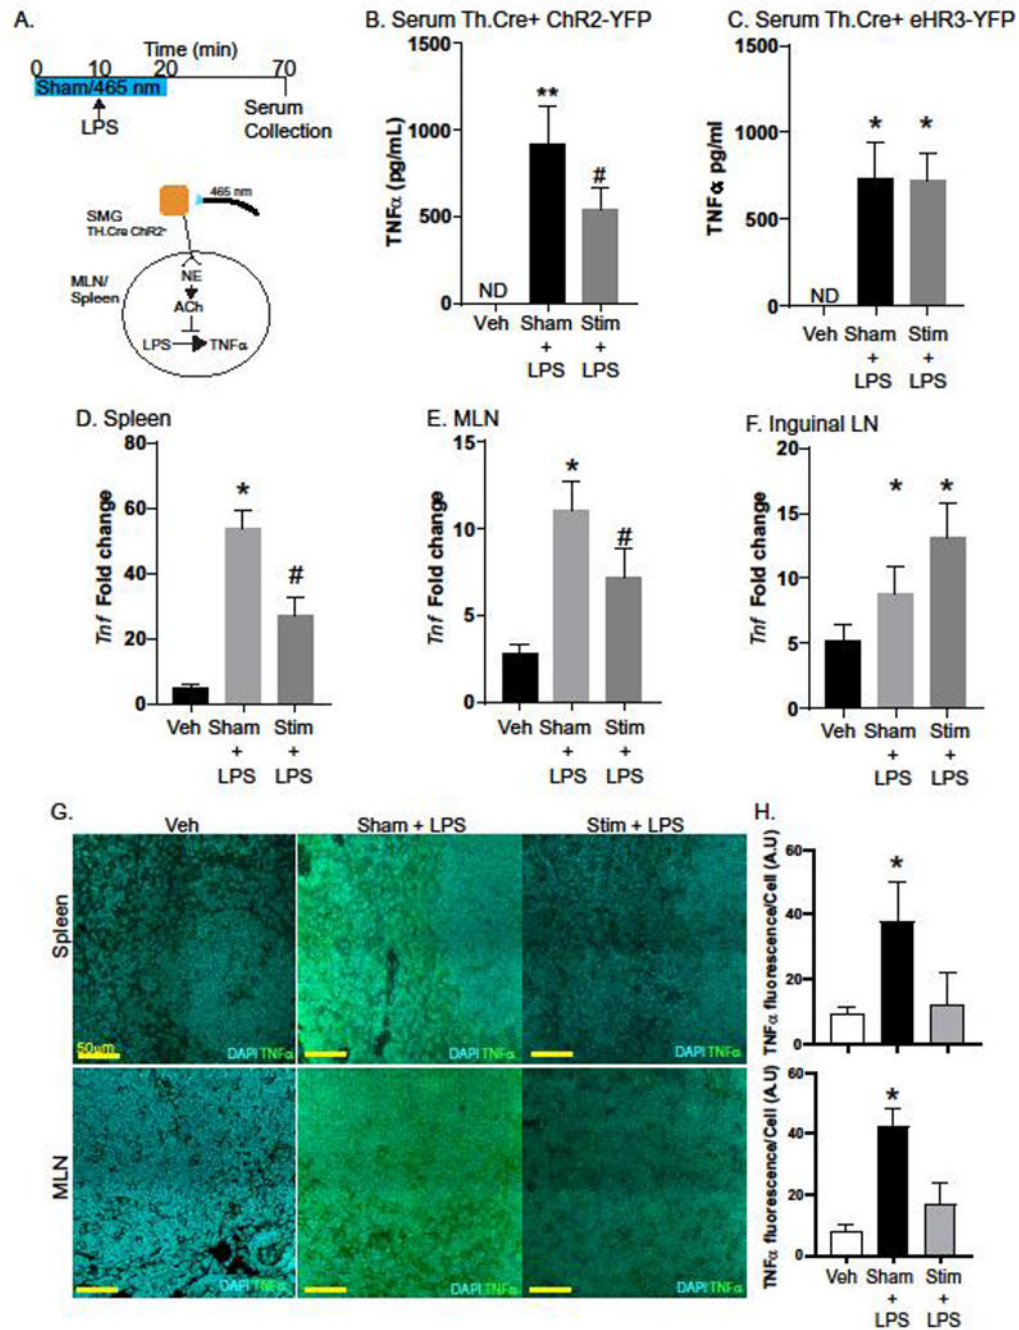 A.
Time (min)
0 10 20 70
Sham/465 nm
LPS
Serum
Collection
465 nm
SMG
TH.Cre ChR2+
MLN/
Spleen
NE
ACh
LPS TNFα
B. Serum Th.Cre+ ChR2-YFP
TNFα (pg/mL)
1500
1000
500
0
**
#
ND
Veh Sham Stim
+ +
LPS LPS
C. Serum Th.Cre+ eHR3-YFP
TNFα pg/ml
1500
1000
500
0
* *
ND
Veh Sham Stim
+ +
LPS LPS
D. Spleen
Tnf Fold change
80
60
40
20
0
*
#
Veh Sham Stim
+ +
LPS LPS
E. MLN
Tnf Fold change
15
10
5
0
*
#
Veh Sham Stim
+ +
LPS LPS
F. Inguinal LN
Tnf Fold change
20
15
10
5
0
* *
Veh Sham Stim
+ +
LPS LPS
G.
Veh Sham + LPS Stim + LPS
Spleen
50um
DAPI TNFα DAPI TNFα DAPI TNFα
MLN
DAPI TNFα DAPI TNFα DAPI TNFα
H.
TNFα fluorescence/Cell (A.U)
60
40
20
0
*
TNFα fluorescence/Cell (A.U)
60
40
20
0
*
Veh Sham Stim
+ +
LPS LPS